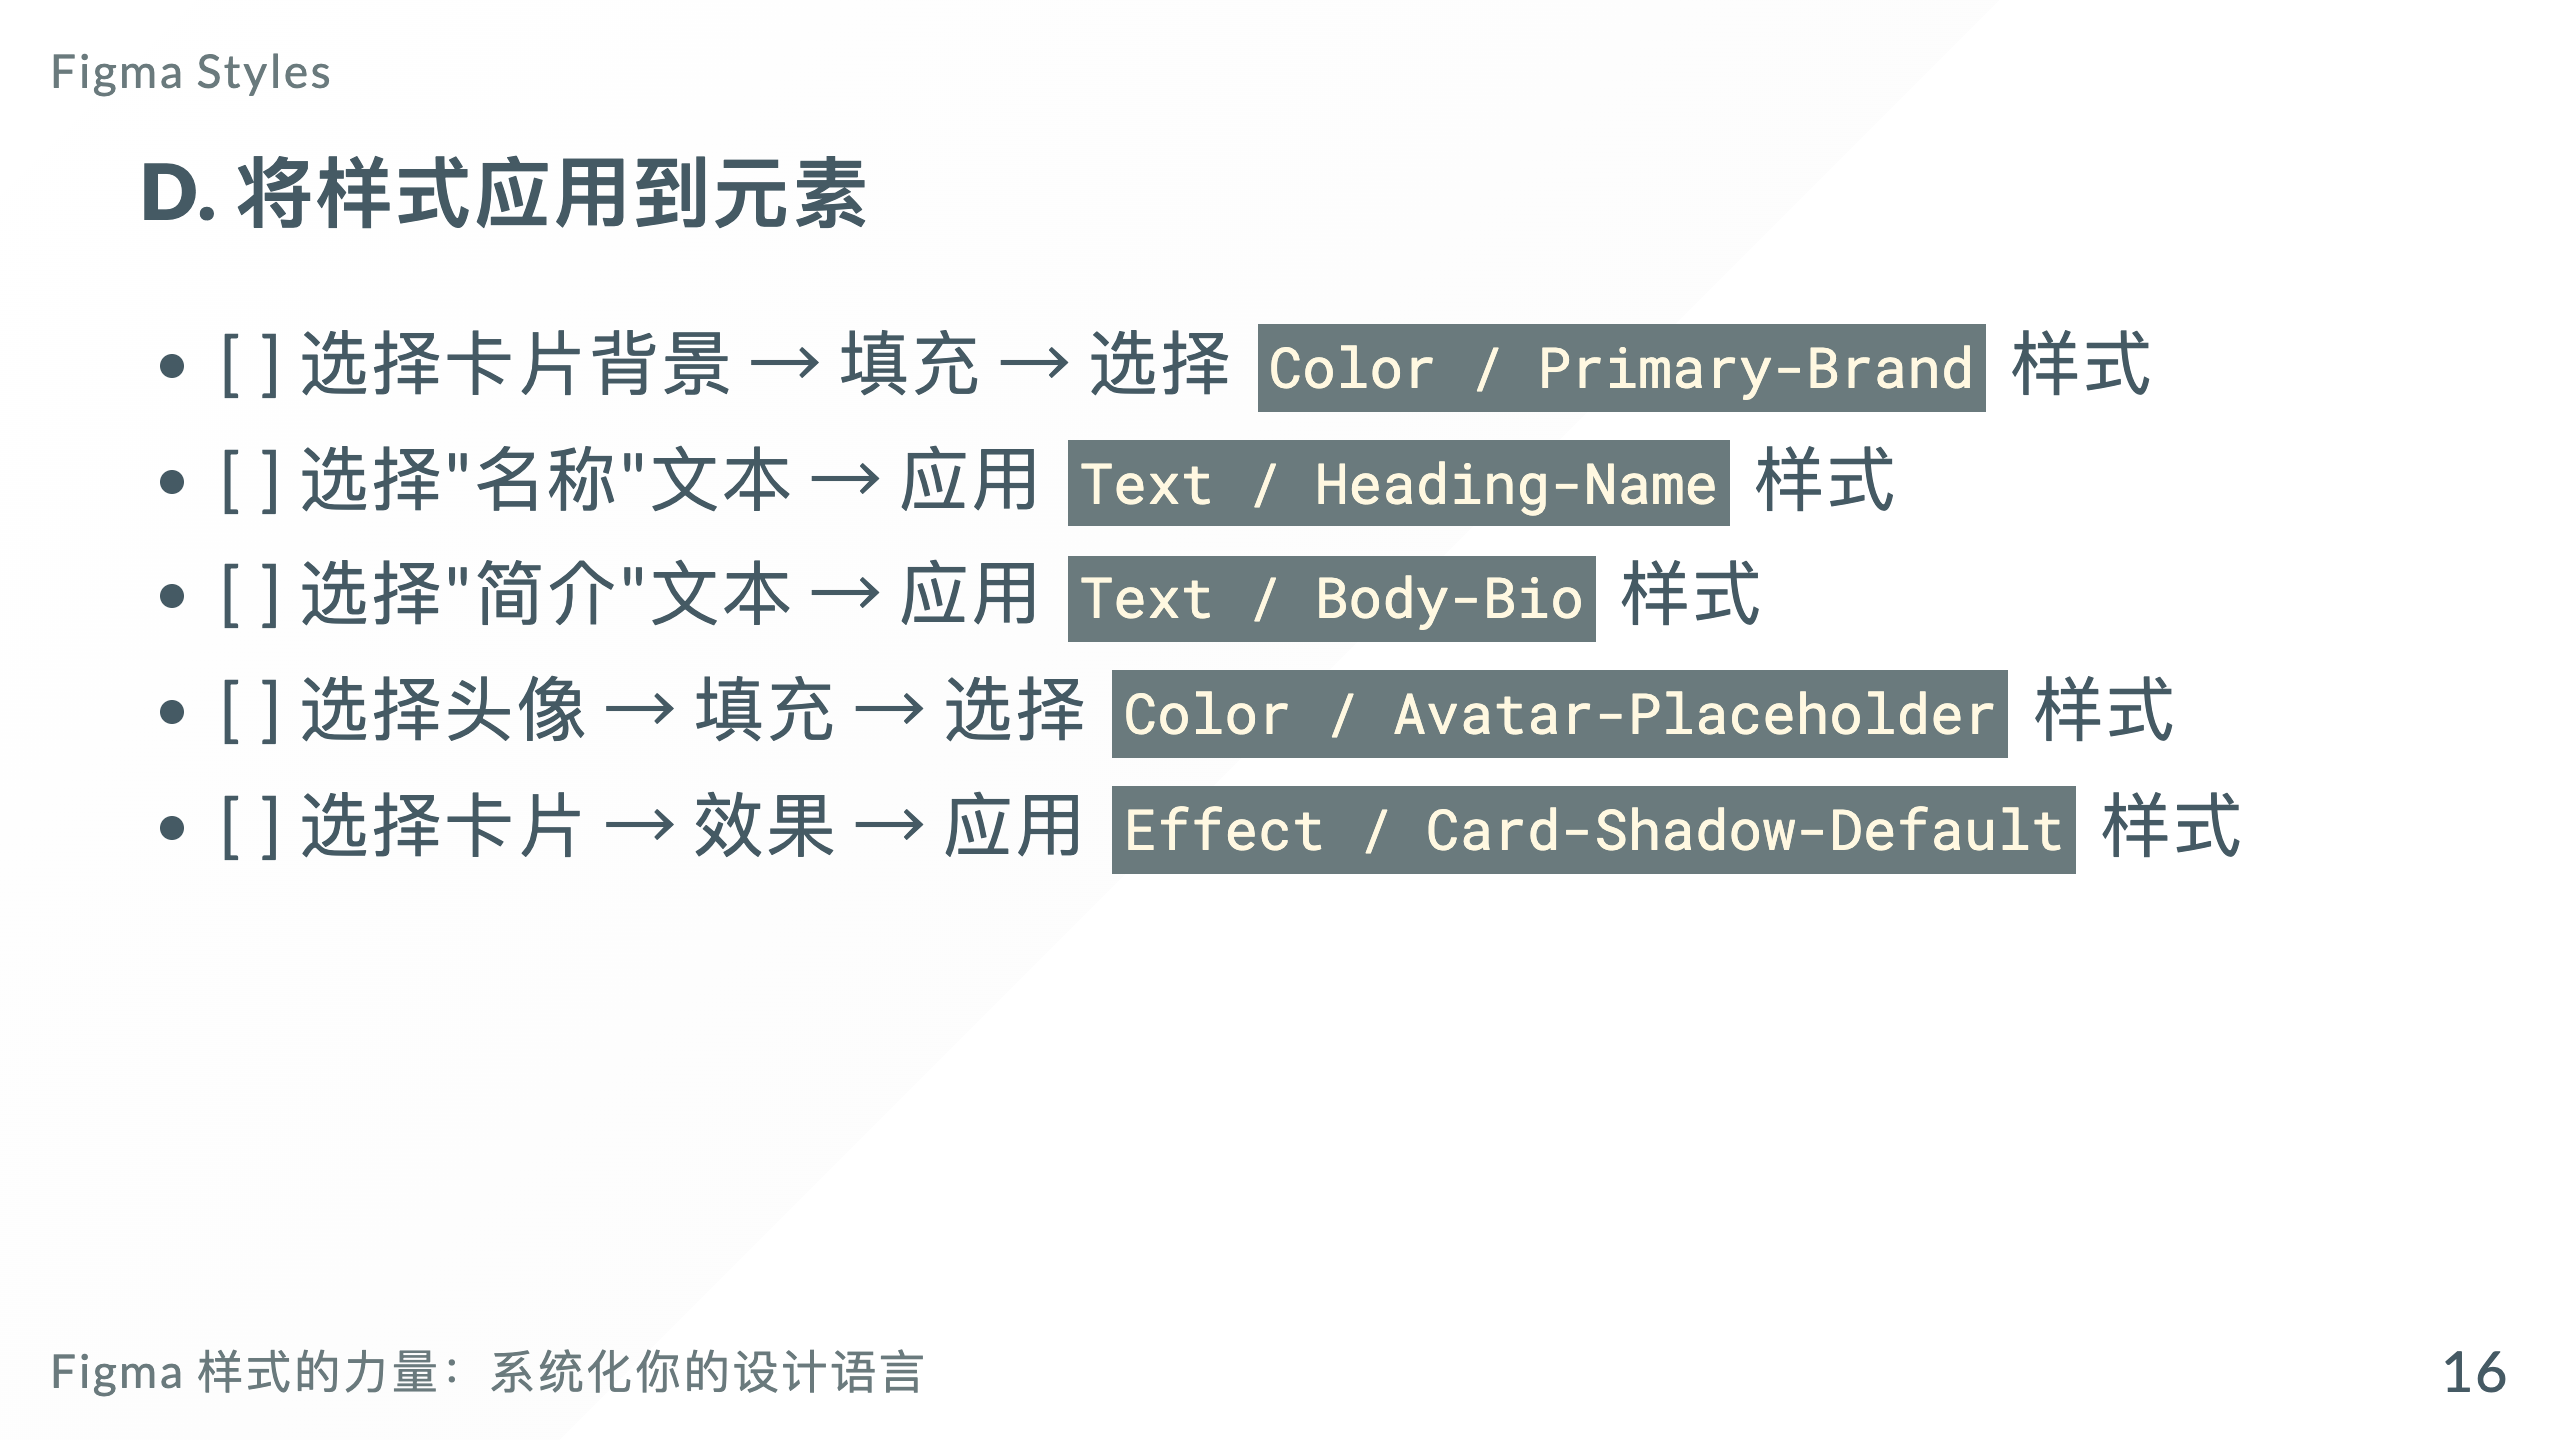 Figma Styles
D. 将样式应用到元素
• [ ] 选择卡片背景 → 填充 → 选择 Color / Primary-Brand 样式
• [ ] 选择"名称"文本 → 应用 Text / Heading-Name 样式
• [ ] 选择"简介"文本 → 应用 Text / Body-Bio 样式
• [ ] 选择头像 → 填充 → 选择 Color / Avatar-Placeholder 样式
• [ ] 选择卡片 → 效果 → 应用 Effect / Card-Shadow-Default 样式
Figma 样式的力量：系统化你的设计语言
16